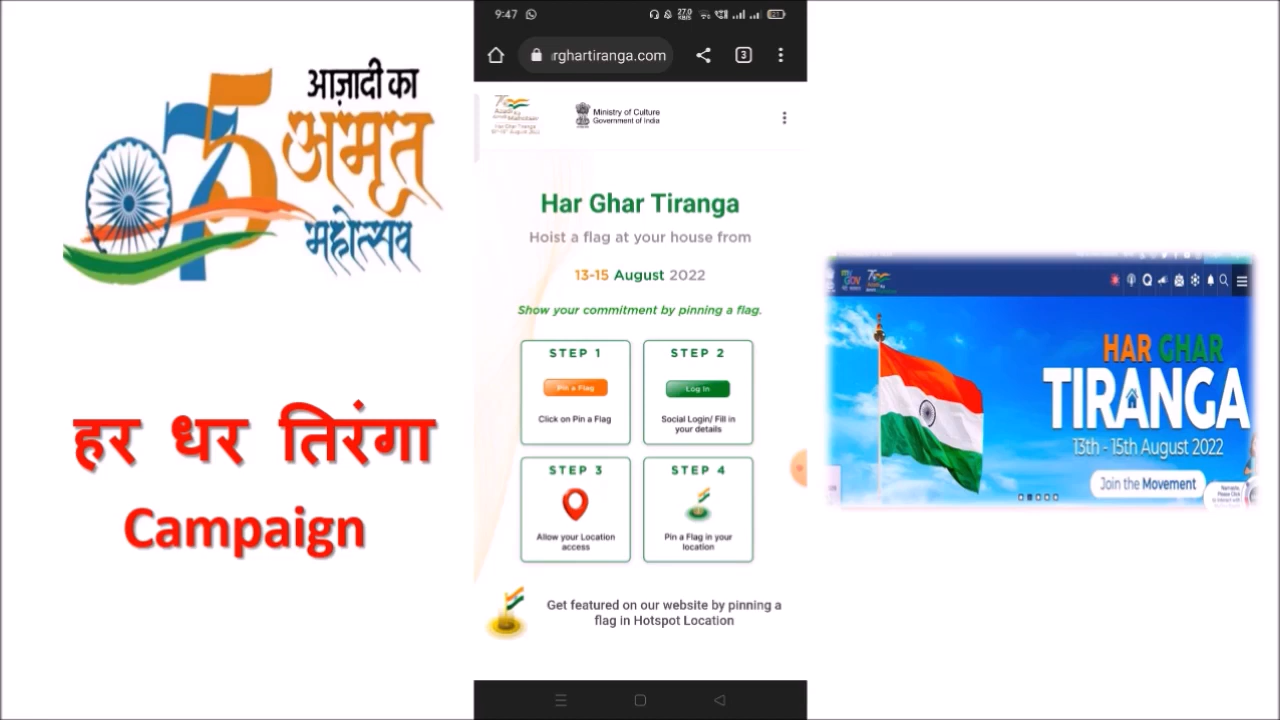 75
आज़ादी का
अमृत
महोत्सव
हर धर तिरंगा
Campaign
9:47
27.0
KB/S
rghartiranga.com
3
Ministry of Culture
Government of India
Har Ghar Tiranga
Hoist a flag at your house from
13-15 August 2022
Show your commitment by pinning a flag.
STEP 1
Pin a Flag
Click on Pin a Flag
STEP 2
Log In
Social Login/ Fill in
your details
STEP 3
Allow your Location
access
STEP 4
Pin a Flag in your
location
Get featured on our website by pinning a
flag in Hotspot Location
HAR GHAR
TIRANGA
13th - 15th August 2022
Join the Movement